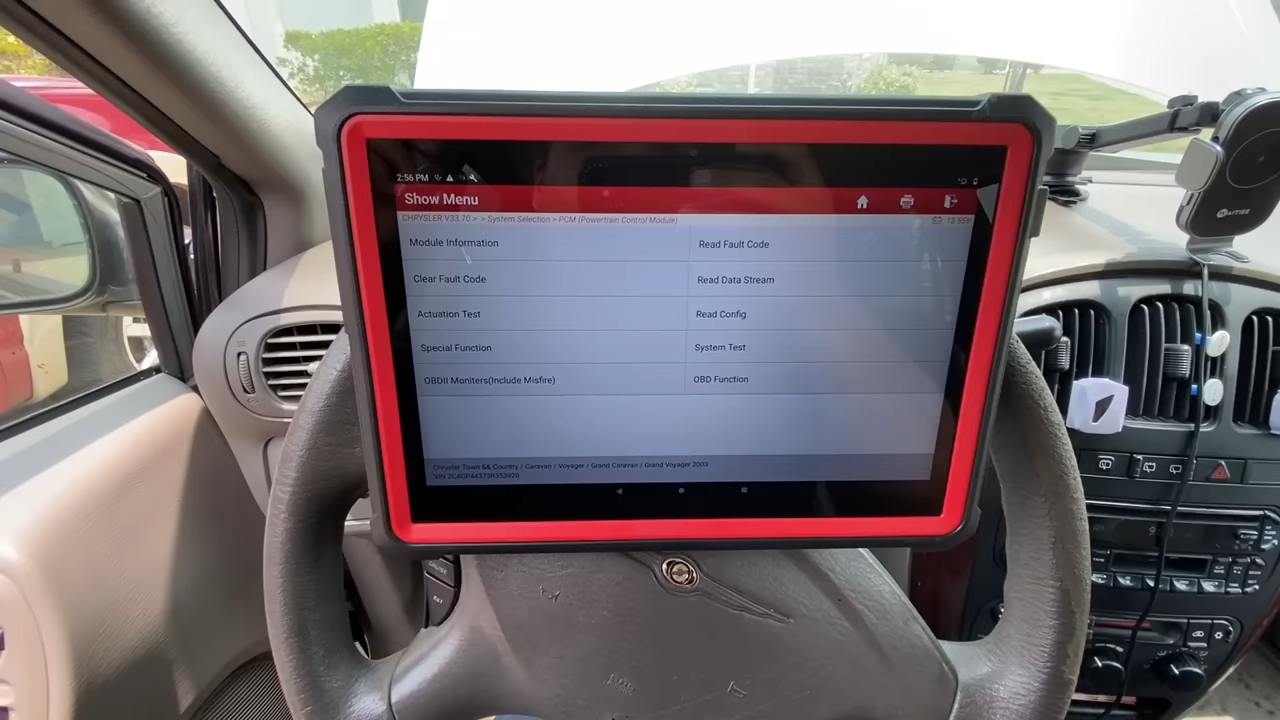 2:56 PM
Show Menu
CHRYSLER V33.70 > > System Selection > PCM (Powertrain Control Module)
Module Information
Read Fault Code
Clear Fault Code
Read Data Stream
Actuation Test
Read Config
Special Function
System Test
OBDII Moniters(Include Misfire)
OBD Function
Chrysler Town && Country / Caravan / Voyager / Grand Caravan / Grand Voyager 2003
CRUISE